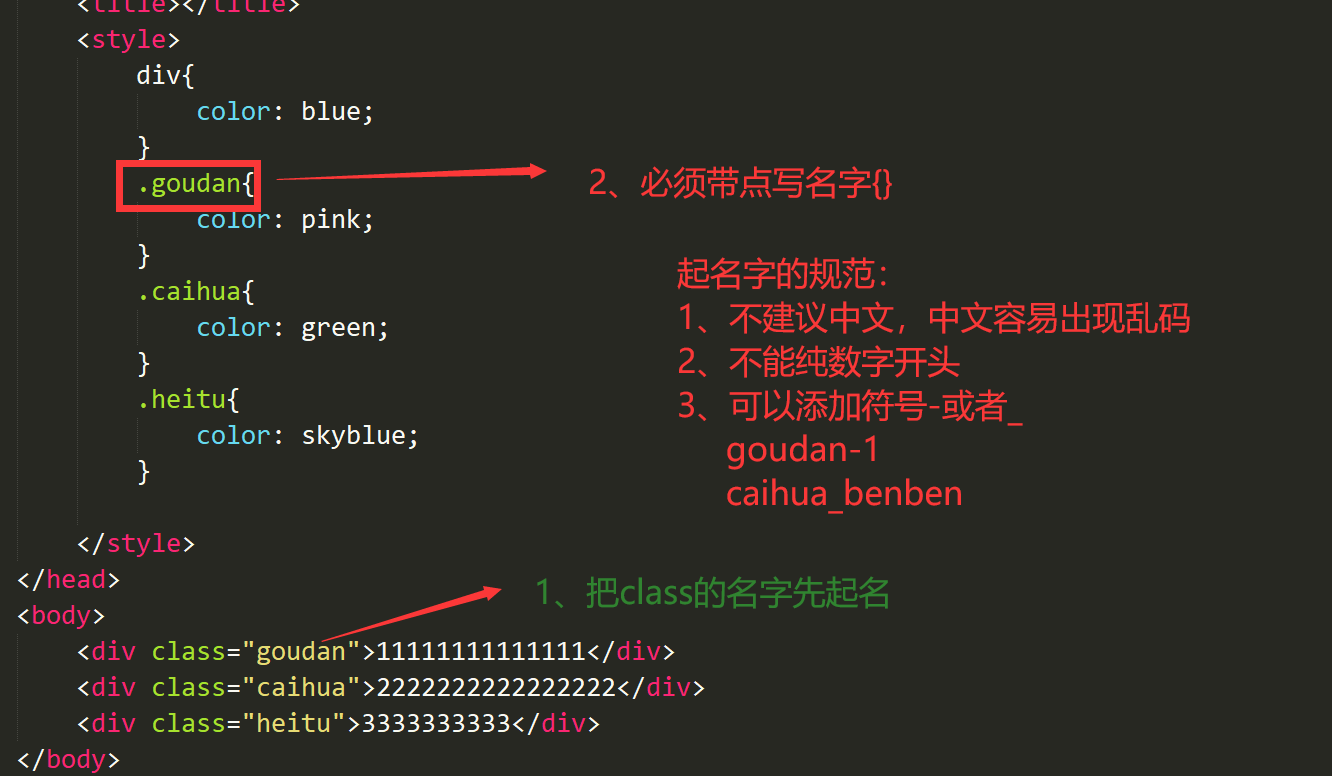 <title></title>
<style>
div{
color: blue;
}
.goudan{
2、必须带点写名字{}
color: pink;
}
起名字的规范：
.caihua{
1、不建议中文，中文容易出现乱码
color: green;
}
2、不能纯数字开头
.heitu{
3、可以添加符号-或者_
color: skyblue;
goudan-1
}
caihua_benben
</style>
</head>
1、把class的名字先起名
<body>
<div class="goudan">11111111111111</div>
<div class="caihua">2222222222222222</div>
<div class="heitu">3333333333</div>
</body>